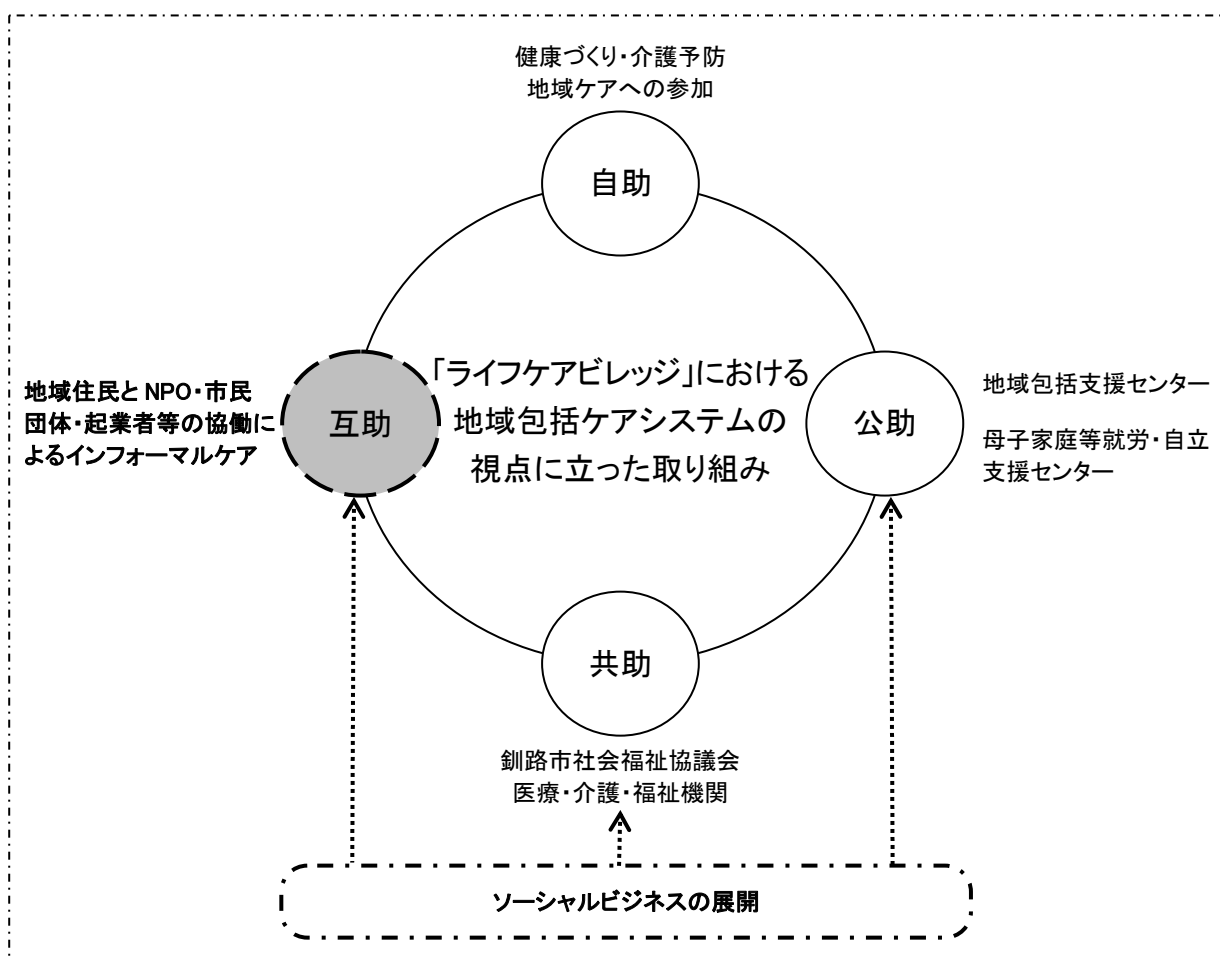 健康づくり・介護予防
地域ケアへの参加
自助
「ライフケアビレッジ」における
地域包括ケアシステムの
視点に立った取り組み
地域住民と NPO・市民
団体・起業者等の協働に
よるインフォーマルケア
互助
公助
地域包括支援センター
母子家庭等就労・自立
支援センター
共助
釧路市社会福祉協議会
医療・介護・福祉機関
ソーシャルビジネスの展開